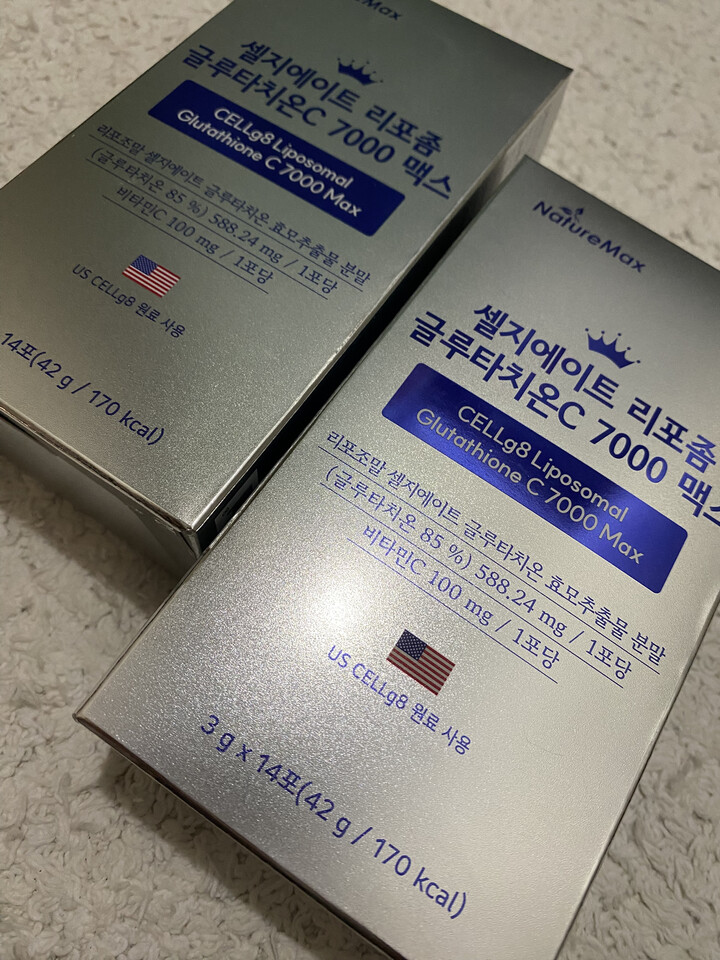 셀지에이트 리포좀
글루타치온C 7000 맥스
CELLg8 Liposomal
Glutathione C 7000 Max
리포조말 셀지에이트 글루타치온 효모추출물 분말
(글루타치온 85 %) 588.24 mg / 1포당
비타민C 100 mg / 1포당
US CELLg8 원료 사용
14포(42 g / 170 kcal)
NatureMax
셀지에이트 리포좀
글루타치온C 7000 맥스
CELLg8 Liposomal
Glutathione C 7000 Max
리포조말 셀지에이트 글루타치온 효모추출물 분말
(글루타치온 85 %) 588.24 mg / 1포당
비타민C 100 mg / 1포당
US CELLg8 원료 사용
3 g x 14포(42 g / 170 kcal)